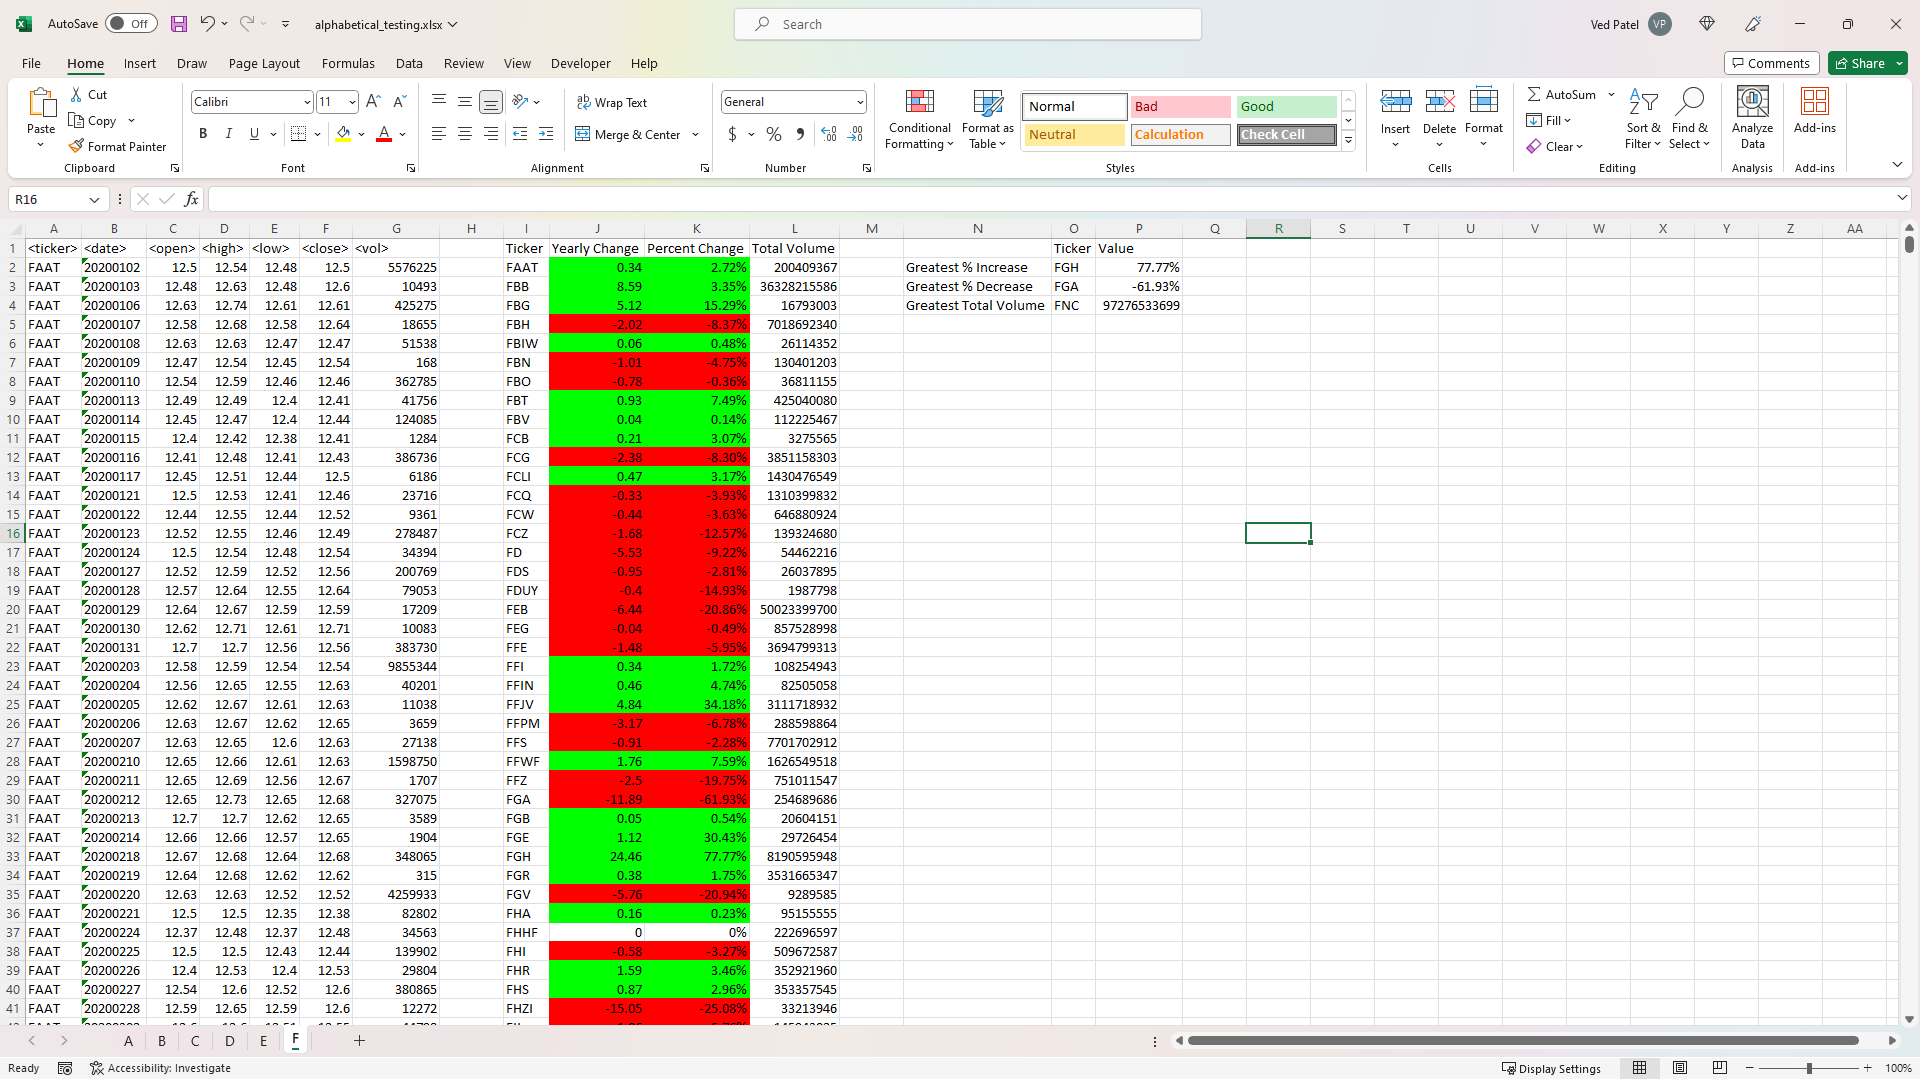 AutoSave Off alphabetical_testing.xlsx Search Ved Patel VP
File Home Insert Draw Page Layout Formulas Data Review View Developer Help Comments Share
Cut
Copy
Format Painter
Paste
Clipboard
Calibri 11
B I U
Font
Wrap Text
Merge & Center
Alignment
General
$ % 9
Number
Conditional Formatting
Format as Table
Normal Bad Good
Neutral Calculation Check Cell
Styles
Insert Delete Format
Cells
AutoSum
Fill
Clear
Sort & Filter
Find & Select
Editing
Analyze Data
Analysis
Add-ins
Add-ins
R16 fx
A B C D E F G H I J K L M N O P Q R S T U V W X Y Z AA
1 <ticker> <date> <open> <high> <low> <close> <vol> Ticker Yearly Change Percent Change Total Volume Ticker Value
2 FAAT 20200102 12.5 12.54 12.48 12.5 5576225 FAAT 0.34 2.72% 200409367 Greatest % Increase FGH 77.77%
3 FAAT 20200103 12.48 12.63 12.48 12.6 10493 FBB 8.59 3.35% 36328215586 Greatest % Decrease FGA -61.93%
4 FAAT 20200106 12.63 12.74 12.61 12.61 425275 FBG 5.12 15.29% 16793003 Greatest Total Volume FNC 97276533699
5 FAAT 20200107 12.58 12.68 12.58 12.64 18655 FBH -2.02 -8.37% 7018692340
6 FAAT 20200108 12.63 12.63 12.47 12.47 51538 FBIW 0.06 0.48% 26114352
7 FAAT 20200109 12.47 12.54 12.45 12.54 168 FBN -1.01 -4.75% 130401203
8 FAAT 20200110 12.54 12.59 12.46 12.46 362785 FBO -0.78 -0.36% 36811155
9 FAAT 20200113 12.49 12.49 12.4 12.41 41756 FBT 0.93 7.49% 425040080
10 FAAT 20200114 12.45 12.47 12.4 12.44 124085 FBV 0.04 0.14% 112225467
11 FAAT 20200115 12.4 12.42 12.38 12.41 1284 FCB 0.21 3.07% 3275565
12 FAAT 20200116 12.41 12.48 12.41 12.43 386736 FCG -2.38 -8.30% 3851158303
13 FAAT 20200117 12.45 12.51 12.44 12.5 6186 FCLI 0.47 3.17% 1430476549
14 FAAT 20200121 12.5 12.53 12.41 12.46 23716 FCQ -0.33 -3.93% 1310399832
15 FAAT 20200122 12.44 12.55 12.44 12.52 9361 FCW -0.44 -3.63% 646880924
16 FAAT 20200123 12.52 12.55 12.46 12.49 278487 FCZ -1.68 -12.57% 139324680
17 FAAT 20200124 12.5 12.54 12.48 12.54 34394 FD -5.53 -9.22% 54462216
18 FAAT 20200127 12.52 12.59 12.52 12.56 200769 FDS -0.95 -2.81% 26037895
19 FAAT 20200128 12.57 12.64 12.55 12.64 79053 FDUY -0.4 -14.93% 1987798
20 FAAT 20200129 12.64 12.67 12.59 12.59 17209 FEB -6.44 -20.86% 50023399700
21 FAAT 20200130 12.62 12.71 12.61 12.71 10083 FEG -0.04 -0.49% 857528998
22 FAAT 20200131 12.7 12.7 12.56 12.56 383730 FFE -1.48 -5.95% 3694799313
23 FAAT 20200203 12.58 12.59 12.54 12.54 9855344 FFI 0.34 1.72% 108254943
24 FAAT 20200204 12.56 12.65 12.55 12.63 40201 FFIN 0.46 4.74% 82505058
25 FAAT 20200205 12.62 12.67 12.61 12.63 11038 FFJV 4.84 34.18% 3111718932
26 FAAT 20200206 12.63 12.67 12.62 12.65 3659 FFPM -3.17 -6.78% 288598864
27 FAAT 20200207 12.63 12.65 12.6 12.63 27138 FFS -0.91 -2.28% 7701702912
28 FAAT 20200210 12.65 12.66 12.61 12.63 1598750 FFWF 1.76 7.59% 1626549518
29 FAAT 20200211 12.65 12.69 12.56 12.67 1707 FFZ -2.5 -19.75% 751011547
30 FAAT 20200212 12.65 12.73 12.65 12.68 327075 FGA -11.89 -61.93% 254689686
31 FAAT 20200213 12.7 12.7 12.62 12.65 3589 FGB 0.05 0.54% 20604151
32 FAAT 20200214 12.66 12.66 12.57 12.65 1904 FGE 1.12 30.43% 29726454
33 FAAT 20200218 12.67 12.68 12.64 12.68 348065 FGH 24.46 77.77% 8190595948
34 FAAT 20200219 12.64 12.68 12.62 12.62 315 FGR 0.38 1.75% 3531665347
35 FAAT 20200220 12.63 12.63 12.52 12.52 4259933 FGV -5.76 -20.94% 9289585
36 FAAT 20200221 12.5 12.5 12.35 12.38 82802 FHA 0.16 0.23% 95155555
37 FAAT 20200224 12.37 12.48 12.37 12.48 34563 FHHF 0 0% 222696597
38 FAAT 20200225 12.5 12.5 12.43 12.44 139902 FHI -0.58 -3.27% 509672587
39 FAAT 20200226 12.4 12.53 12.4 12.53 29804 FHR 1.59 3.46% 352921960
40 FAAT 20200227 12.54 12.6 12.52 12.6 380865 FHS 0.87 2.96% 353357545
41 FAAT 20200228 12.59 12.65 12.59 12.6 12272 FHZI -15.05 -25.08% 33213946
A B C D E F
Ready Accessibility: Investigate Display Settings 100%